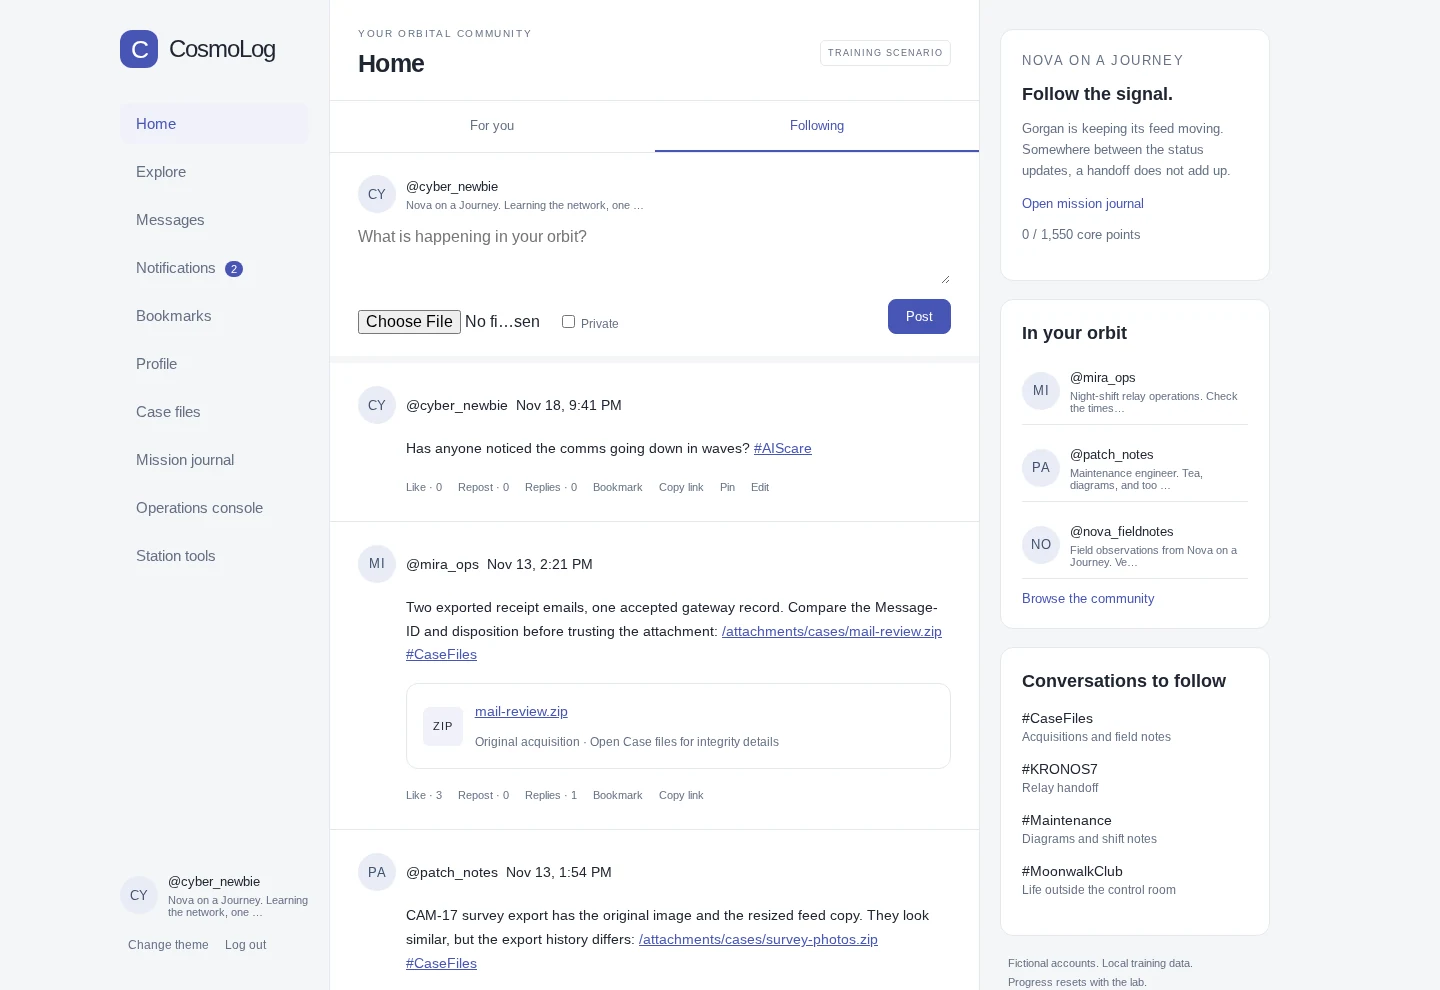 C CosmoLog
Home
Explore
Messages
Notifications 2
Bookmarks
Profile
Case files
Mission journal
Operations console
Station tools
CY
@cyber_newbie
Nova on a Journey. Learning
the network, one …
Change theme Log out
YOUR ORBITAL COMMUNITY
Home
TRAINING SCENARIO
For you Following
CY
@cyber_newbie
Nova on a Journey. Learning the network, one …
What is happening in your orbit?
Choose File No fi…sen Private Post
CY @cyber_newbie Nov 18, 9:41 PM
Has anyone noticed the comms going down in waves? #AIScare
Like · 0 Repost · 0 Replies · 0 Bookmark Copy link Pin Edit
MI @mira_ops Nov 13, 2:21 PM
Two exported receipt emails, one accepted gateway record. Compare the Message-
ID and disposition before trusting the attachment: /attachments/cases/mail-review.zip
#CaseFiles
ZIP
mail-review.zip
Original acquisition · Open Case files for integrity details
Like · 3 Repost · 0 Replies · 1 Bookmark Copy link
PA @patch_notes Nov 13, 1:54 PM
CAM-17 survey export has the original image and the resized feed copy. They look
similar, but the export history differs: /attachments/cases/survey-photos.zip
#CaseFiles
NOVA ON A JOURNEY
Follow the signal.
Gorgan is keeping its feed moving.
Somewhere between the status
updates, a handoff does not add up.
Open mission journal
0 / 1,550 core points
In your orbit
MI
@mira_ops
Night-shift relay operations. Check
the times…
PA
@patch_notes
Maintenance engineer. Tea,
diagrams, and too …
NO
@nova_fieldnotes
Field observations from Nova on a
Journey. Ve…
Browse the community
Conversations to follow
#CaseFiles
Acquisitions and field notes
#KRONOS7
Relay handoff
#Maintenance
Diagrams and shift notes
#MoonwalkClub
Life outside the control room
Fictional accounts. Local training data.
Progress resets with the lab.